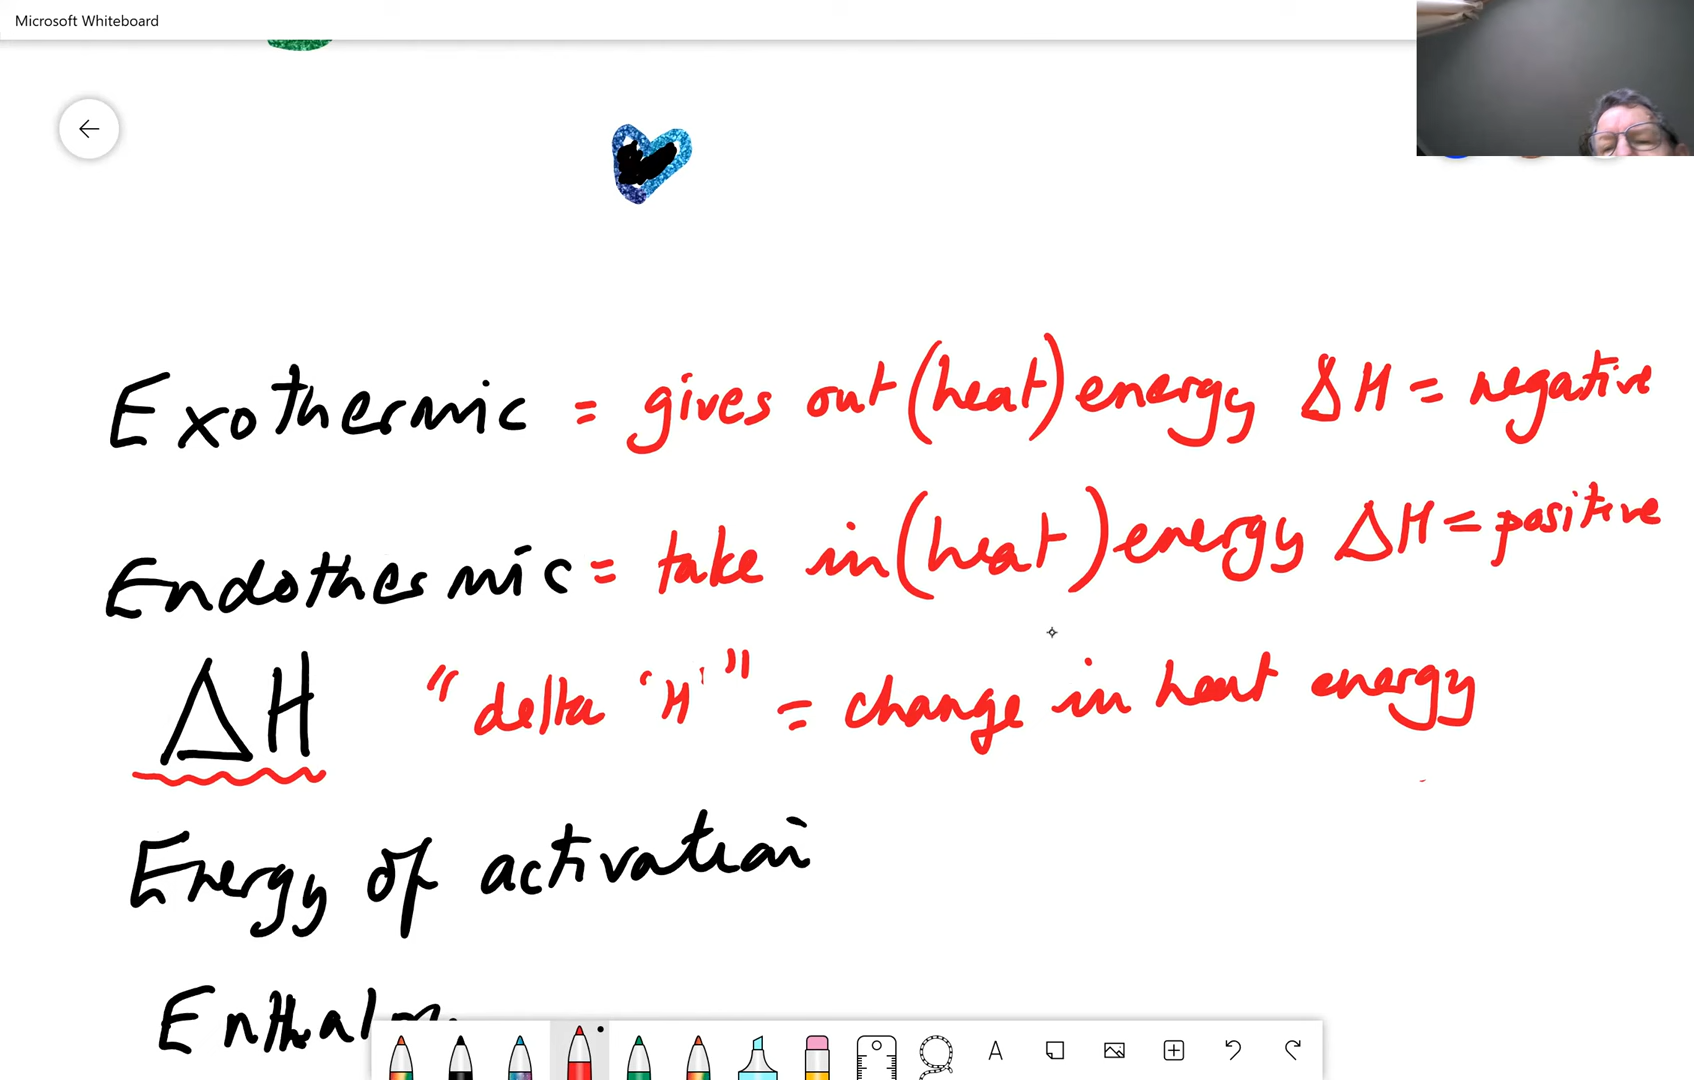 Microsoft Whiteboard
Exothermic = gives out (heat) energy ΔH = negative
Endothermic = take in (heat) energy ΔH = positive
ΔH "delta 'H'" = change in heat energy
Energy of activation
A